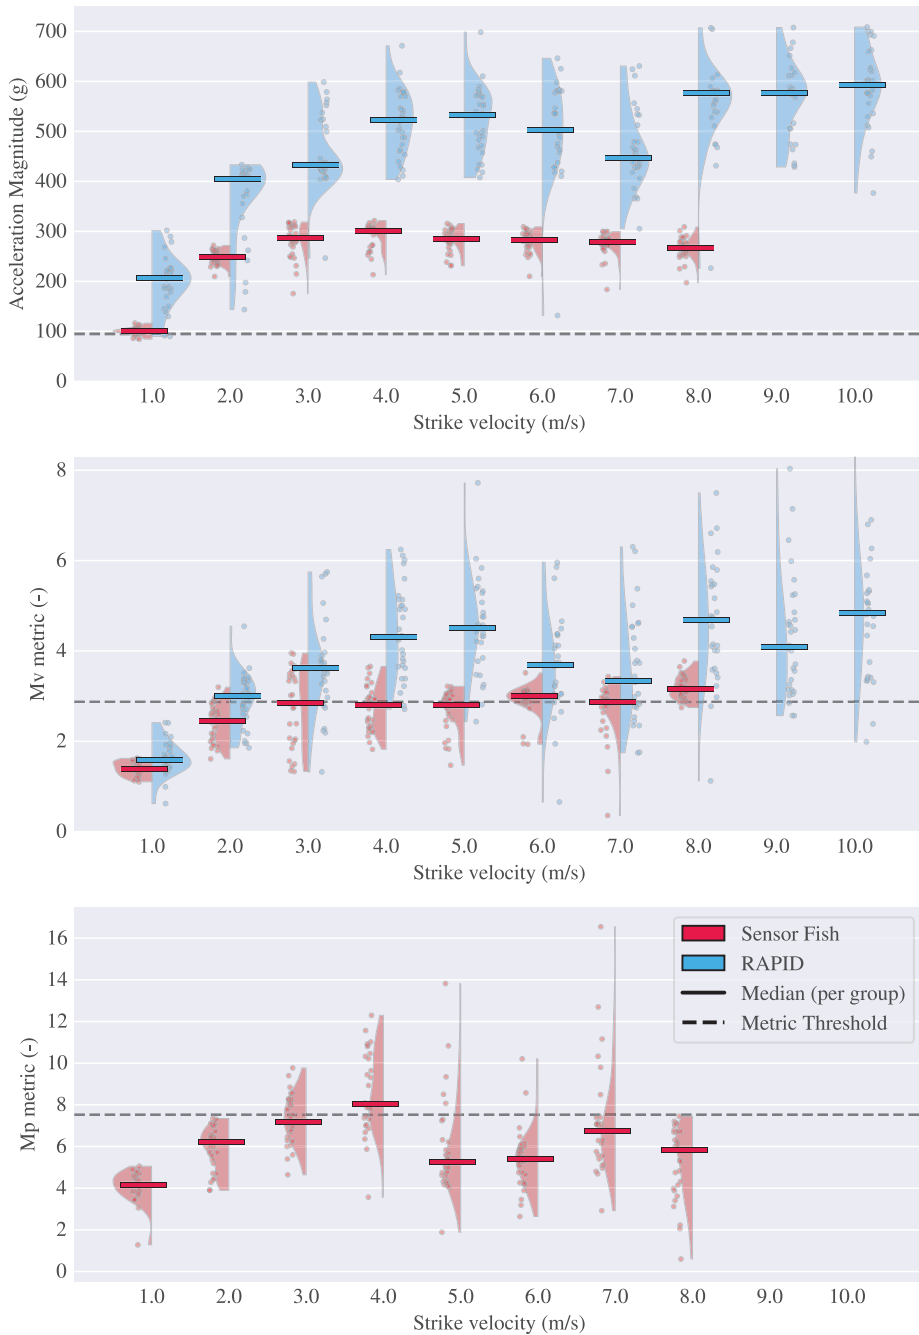 700
600
500
400
300
200
100
0
Acceleration Magnitude (g)
1.0 2.0 3.0 4.0 5.0 6.0 7.0 8.0 9.0 10.0
Strike velocity (m/s)
8
6
4
2
0
Mv metric (-)
1.0 2.0 3.0 4.0 5.0 6.0 7.0 8.0 9.0 10.0
Strike velocity (m/s)
16
14
12
10
8
6
4
2
0
Mp metric (-)
Sensor Fish
RAPID
Median (per group)
Metric Threshold
1.0 2.0 3.0 4.0 5.0 6.0 7.0 8.0 9.0 10.0
Strike velocity (m/s)